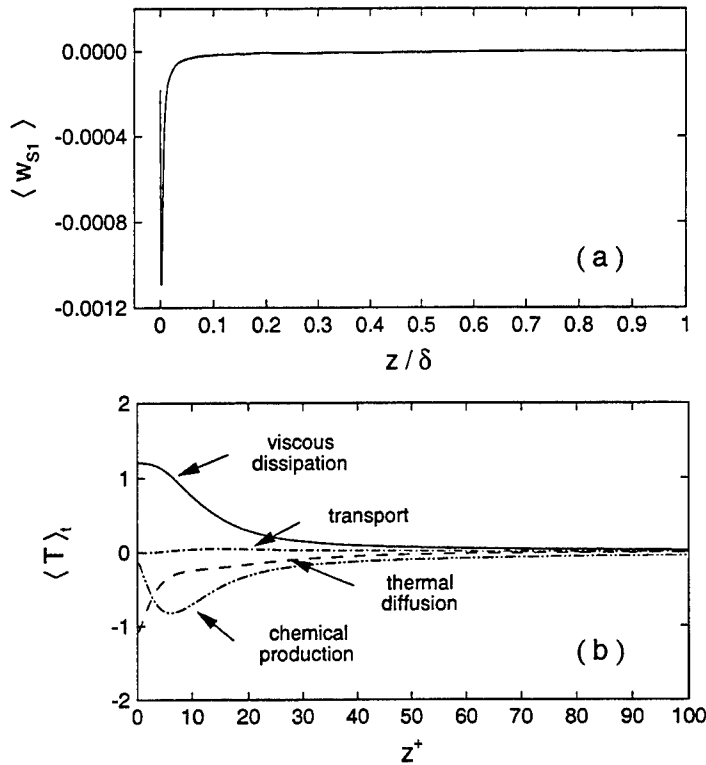 0.0000
-0.0004
-0.0008
-0.0012
⟨ w_S1 ⟩
( a )
0 0.1 0.2 0.3 0.4 0.5 0.6 0.7 0.8 0.9 1
z / δ
2
1
0
-1
-2
⟨ T ⟩_t
viscous
dissipation
transport
thermal
diffusion
chemical
production
( b )
0 10 20 30 40 50 60 70 80 90 100
z⁺